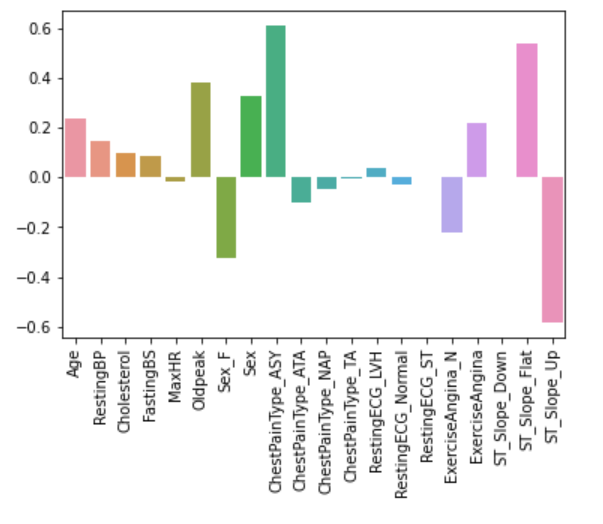 0.6
0.4
0.2
0.0
−0.2
−0.4
−0.6
Age
RestingBP
Cholesterol
FastingBS
MaxHR
Oldpeak
Sex_F
Sex
ChestPainType_ASY
ChestPainType_ATA
ChestPainType_NAP
ChestPainType_TA
RestingECG_LVH
RestingECG_Normal
RestingECG_ST
ExerciseAngina_N
ExerciseAngina
ST_Slope_Down
ST_Slope_Flat
ST_Slope_Up